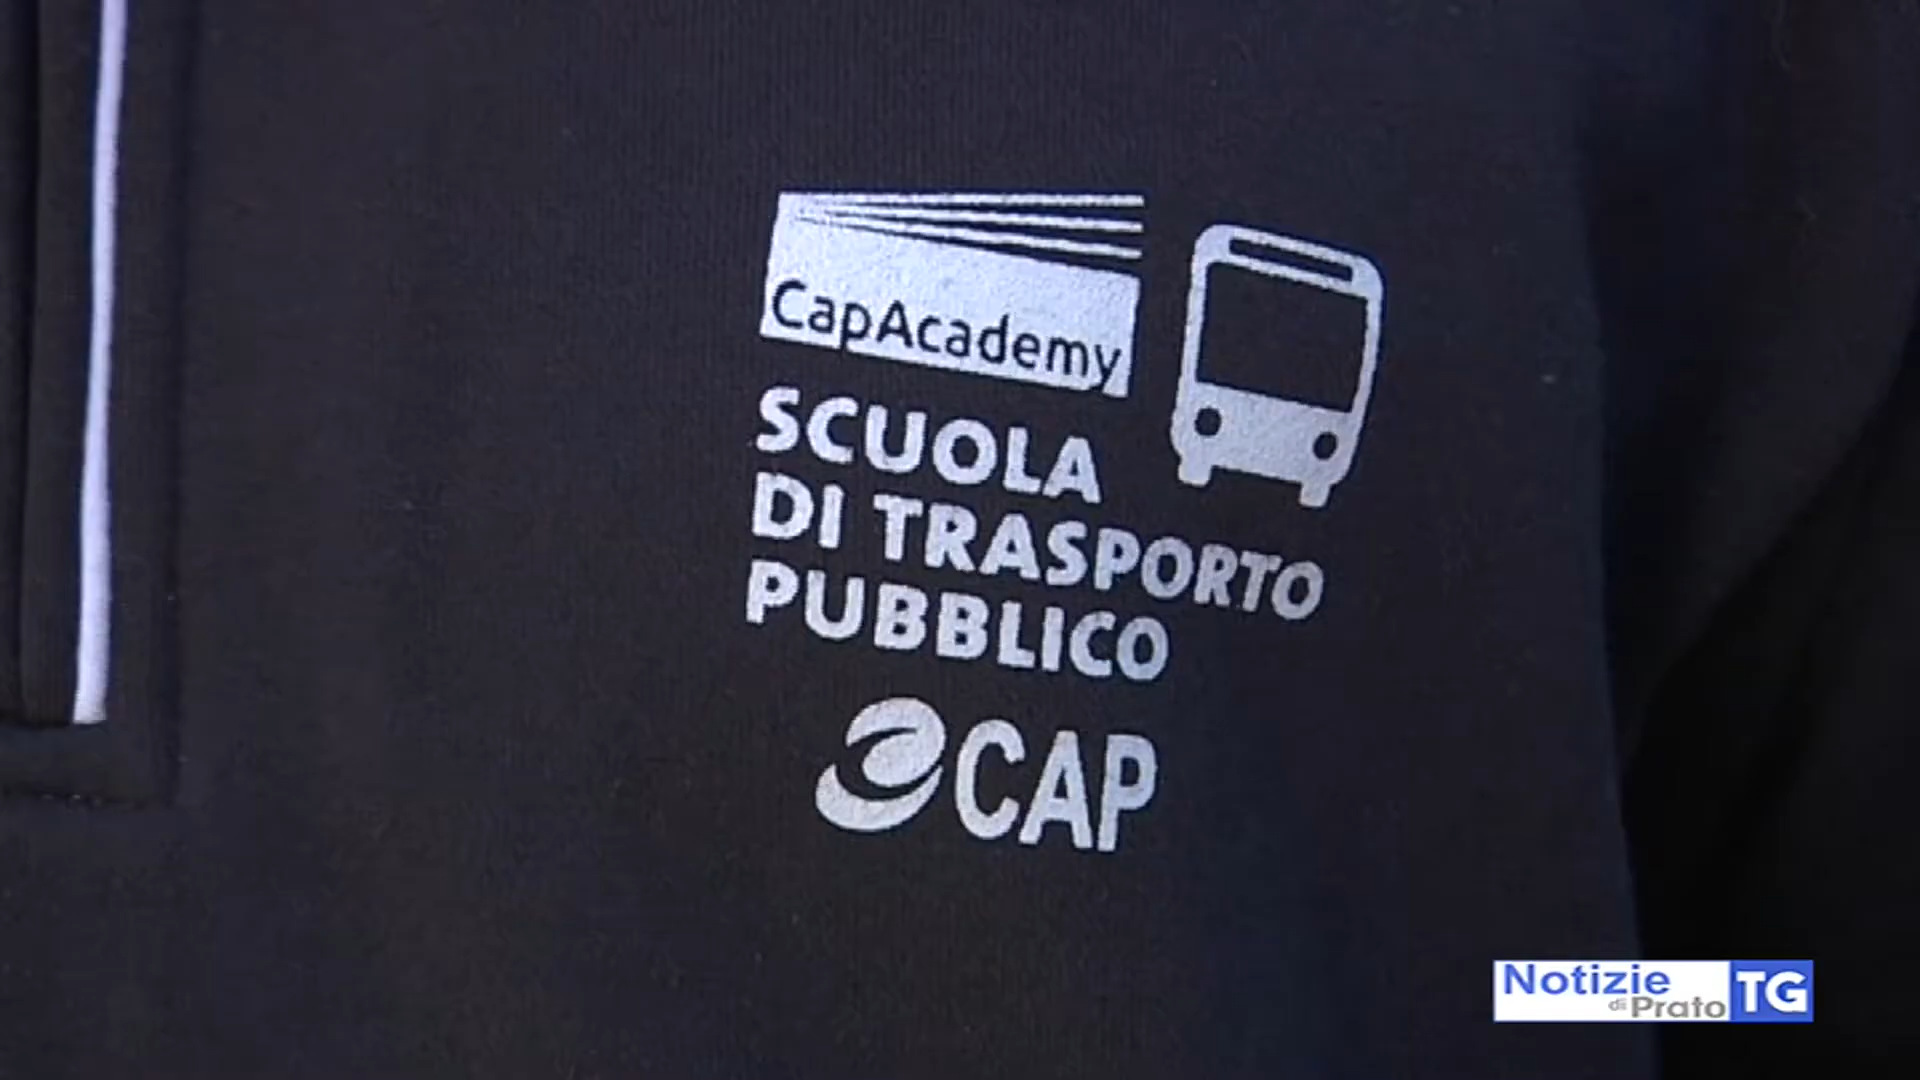 CapAcademy
SCUOLA
DI TRASPORTO
PUBBLICO
CAP
Notizie
di Prato TG